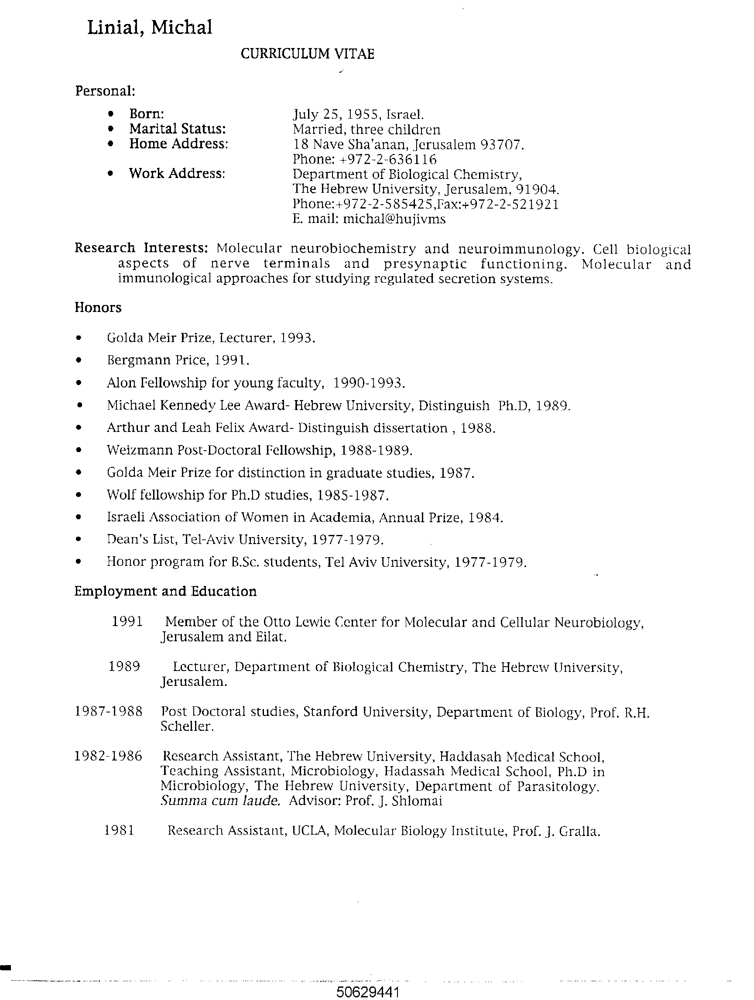 Linial, Michal
CURRICULUM VITAE
Personal:
• Born: July 25, 1955, Israel.
• Marital Status: Married, three children
• Home Address: 18 Nave Sha'anan, Jerusalem 93707.
Phone: +972-2-636116
• Work Address: Department of Biological Chemistry,
The Hebrew University, Jerusalem, 91904.
Phone:+972-2-585425,Fax:+972-2-521921
E. mail: michal@hujivms
Research Interests: Molecular neurobiochemistry and neuroimmunology. Cell biological
aspects of nerve terminals and presynaptic functioning. Molecular and
immunological approaches for studying regulated secretion systems.
Honors
• Golda Meir Prize, Lecturer, 1993.
• Bergmann Price, 1991.
• Alon Fellowship for young faculty, 1990-1993.
• Michael Kennedy Lee Award- Hebrew University, Distinguish Ph.D, 1989.
• Arthur and Leah Felix Award- Distinguish dissertation , 1988.
• Weizmann Post-Doctoral Fellowship, 1988-1989.
• Golda Meir Prize for distinction in graduate studies, 1987.
• Wolf fellowship for Ph.D studies, 1985-1987.
• Israeli Association of Women in Academia, Annual Prize, 1984.
• Dean's List, Tel-Aviv University, 1977-1979.
• Honor program for B.Sc. students, Tel Aviv University, 1977-1979.
Employment and Education
1991 Member of the Otto Lewie Center for Molecular and Cellular Neurobiology,
Jerusalem and Eilat.
1989 Lecturer, Department of Biological Chemistry, The Hebrew University,
Jerusalem.
1987-1988 Post Doctoral studies, Stanford University, Department of Biology, Prof. R.H.
Scheller.
1982-1986 Research Assistant, The Hebrew University, Haddasah Medical School,
Teaching Assistant, Microbiology, Hadassah Medical School, Ph.D in
Microbiology, The Hebrew University, Department of Parasitology.
Summa cum laude. Advisor: Prof. J. Shlomai
1981 Research Assistant, UCLA, Molecular Biology Institute, Prof. J. Gralla.
50629441